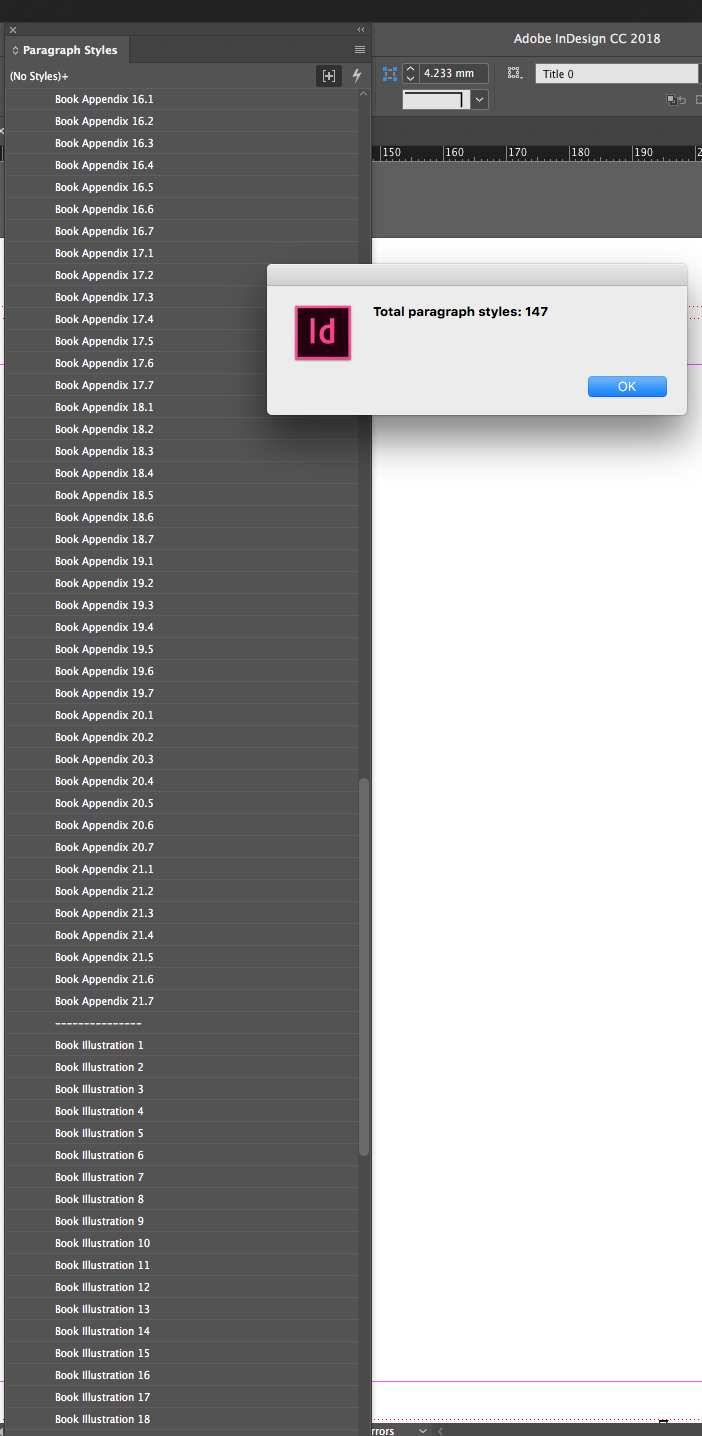 Adobe InDesign CC 2018
Paragraph Styles
(No Styles)+
4.233 mm
Title 0
150 160 170 180 190
Book Appendix 16.1
Book Appendix 16.2
Book Appendix 16.3
Book Appendix 16.4
Book Appendix 16.5
Book Appendix 16.6
Book Appendix 16.7
Book Appendix 17.1
Book Appendix 17.2
Book Appendix 17.3
Book Appendix 17.4
Book Appendix 17.5
Book Appendix 17.6
Book Appendix 17.7
Book Appendix 18.1
Book Appendix 18.2
Book Appendix 18.3
Book Appendix 18.4
Book Appendix 18.5
Book Appendix 18.6
Book Appendix 18.7
Book Appendix 19.1
Book Appendix 19.2
Book Appendix 19.3
Book Appendix 19.4
Book Appendix 19.5
Book Appendix 19.6
Book Appendix 19.7
Book Appendix 20.1
Book Appendix 20.2
Book Appendix 20.3
Book Appendix 20.4
Book Appendix 20.5
Book Appendix 20.6
Book Appendix 20.7
Book Appendix 21.1
Book Appendix 21.2
Book Appendix 21.3
Book Appendix 21.4
Book Appendix 21.5
Book Appendix 21.6
Book Appendix 21.7
---------------
Book Illustration 1
Book Illustration 2
Book Illustration 3
Book Illustration 4
Book Illustration 5
Book Illustration 6
Book Illustration 7
Book Illustration 8
Book Illustration 9
Book Illustration 10
Book Illustration 11
Book Illustration 12
Book Illustration 13
Book Illustration 14
Book Illustration 15
Book Illustration 16
Book Illustration 17
Book Illustration 18
Id
Total paragraph styles: 147
OK
rrors